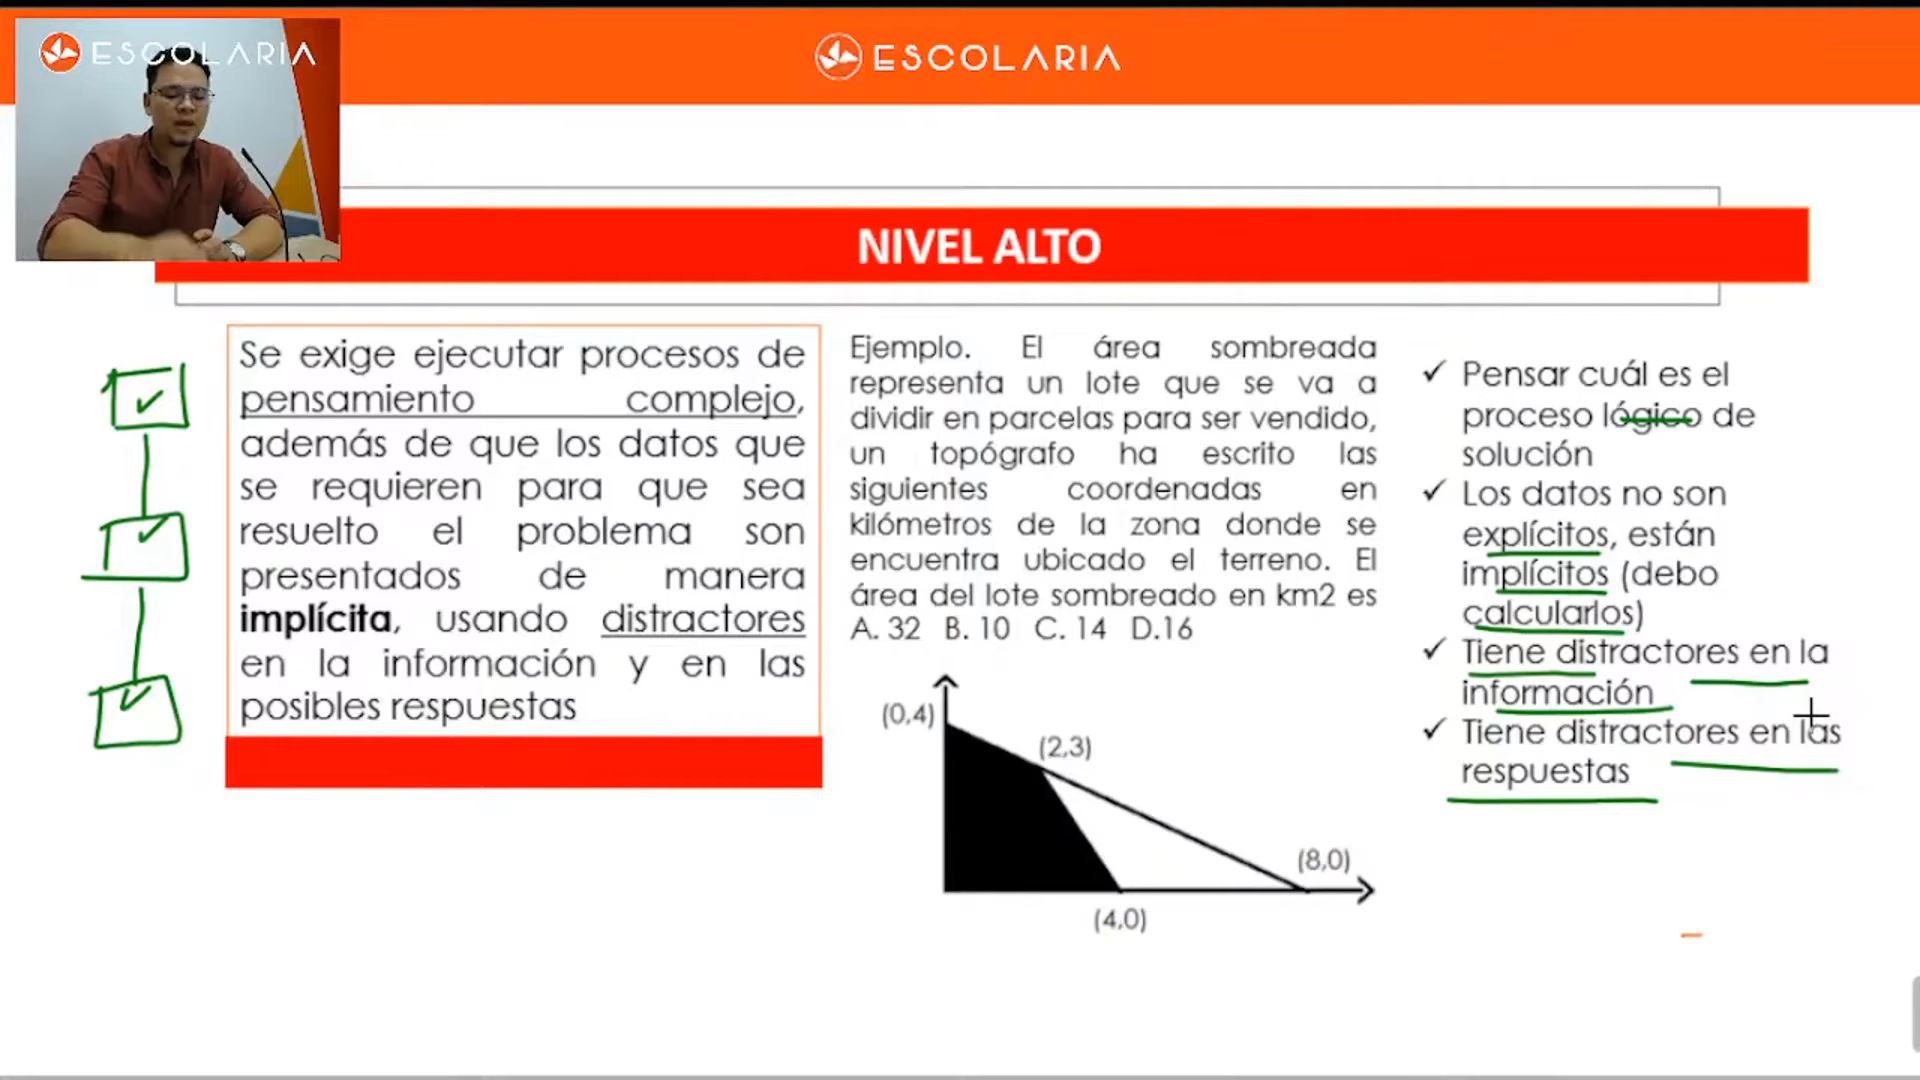 ESCOLARIA
ESCOLARIA
NIVEL ALTO
Se exige ejecutar procesos de
pensamiento complejo,
además de que los datos que
se requieren para que sea
resuelto el problema son
presentados de manera
implícita, usando distractores
en la información y en las
posibles respuestas
Ejemplo. El área sombreada
representa un lote que se va a
dividir en parcelas para ser vendido,
un topógrafo ha escrito las
siguientes coordenadas en
kilómetros de la zona donde se
encuentra ubicado el terreno. El
área del lote sombreado en km2 es
A. 32 B. 10 C. 14 D.16
(0,4)
(2,3)
(8,0)
(4,0)
✓ Pensar cuál es el
proceso lógico de
solución
✓ Los datos no son
explícitos, están
implícitos (debo
calcularlos)
✓ Tiene distractores en la
información
✓ Tiene distractores en las
respuestas